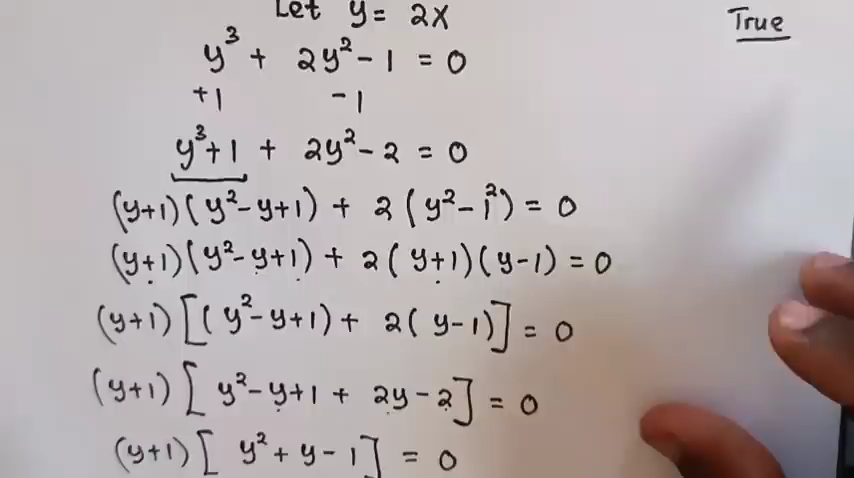 Let y = 2x
True
y³ + 2y² - 1 = 0
+1 -1
y³+1 + 2y² - 2 = 0
(y+1)(y²-y+1) + 2(y²-1²) = 0
(y+1)(y²-y+1) + 2(y+1)(y-1) = 0
(y+1)[(y²-y+1) + 2(y-1)] = 0
(y+1)[y²-y+1 + 2y-2] = 0
(y+1)[y²+y-1] = 0